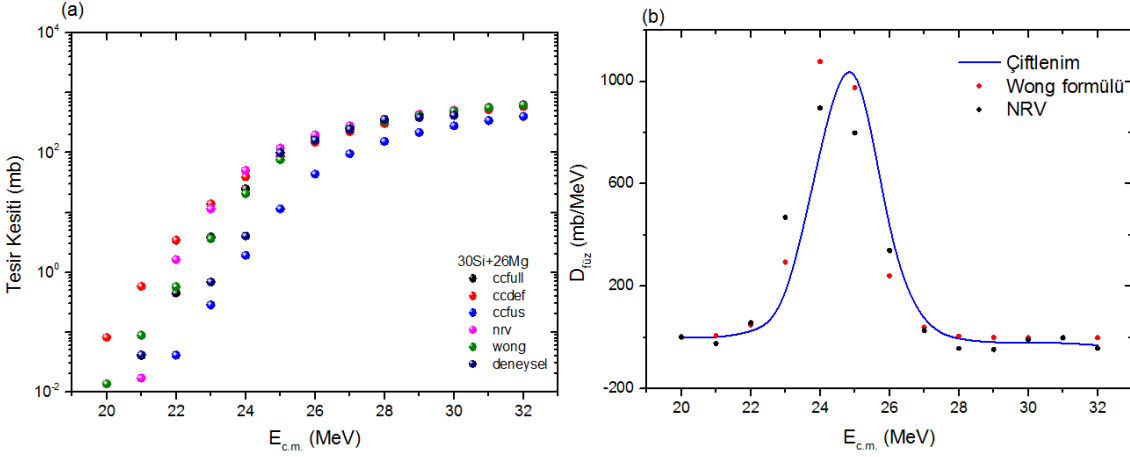 (a)
10^4
10^2
10^0
10^-2
Tesir Kesiti (mb)
30Si+26Mg
ccfull
ccdef
ccfus
nrv
wong
deneysel
20 22 24 26 28 30 32
E_c.m. (MeV)
(b)
1000
600
200
-200
D_füz (mb/MeV)
Çiftlenim
Wong formülü
NRV
20 22 24 26 28 30 32
E_c.m. (MeV)